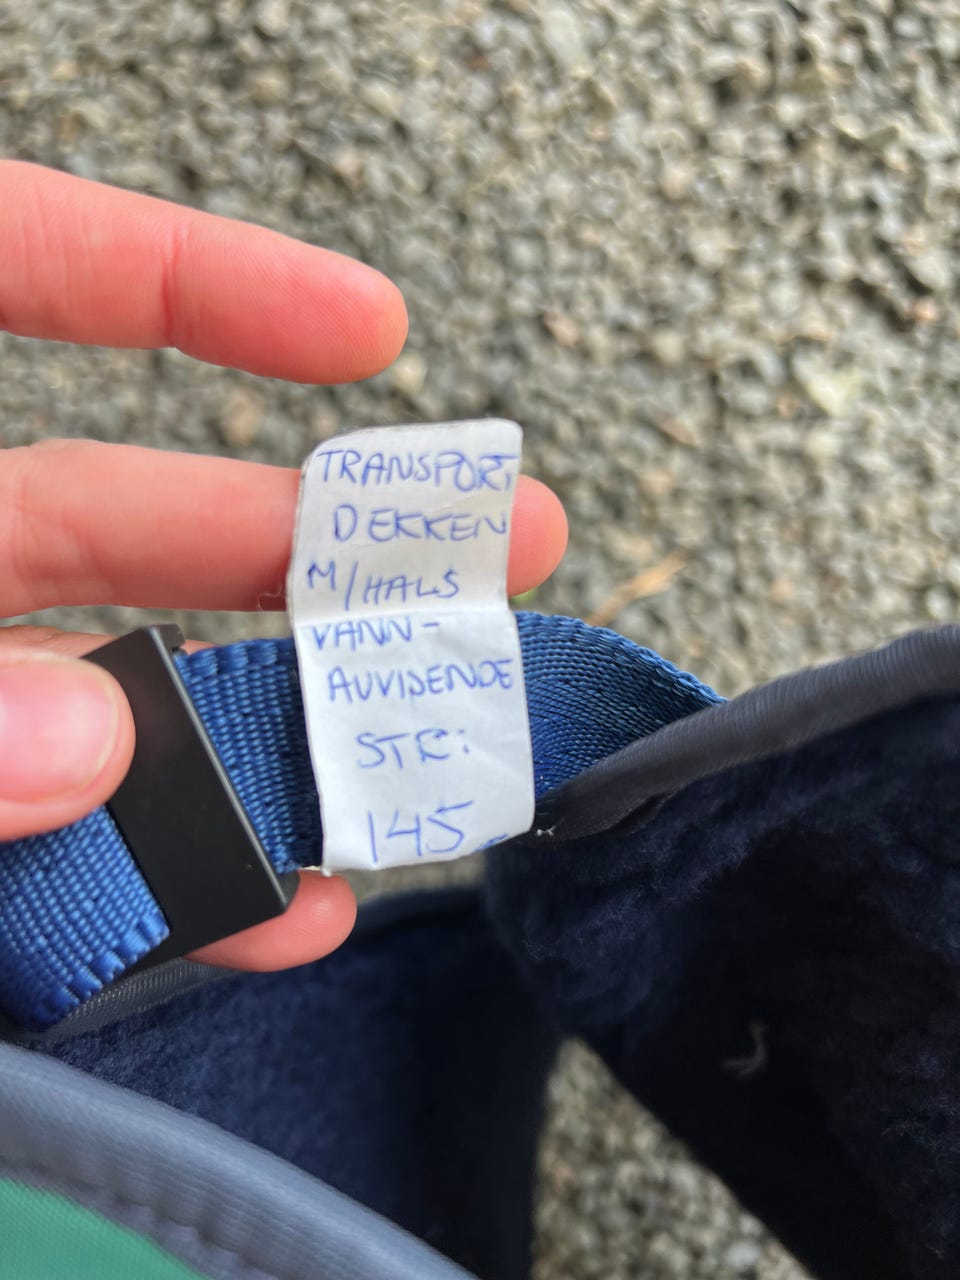 TRANSPORT
DEKKEN
M/HALS
VANN-
AVVISENDE
STR:
145